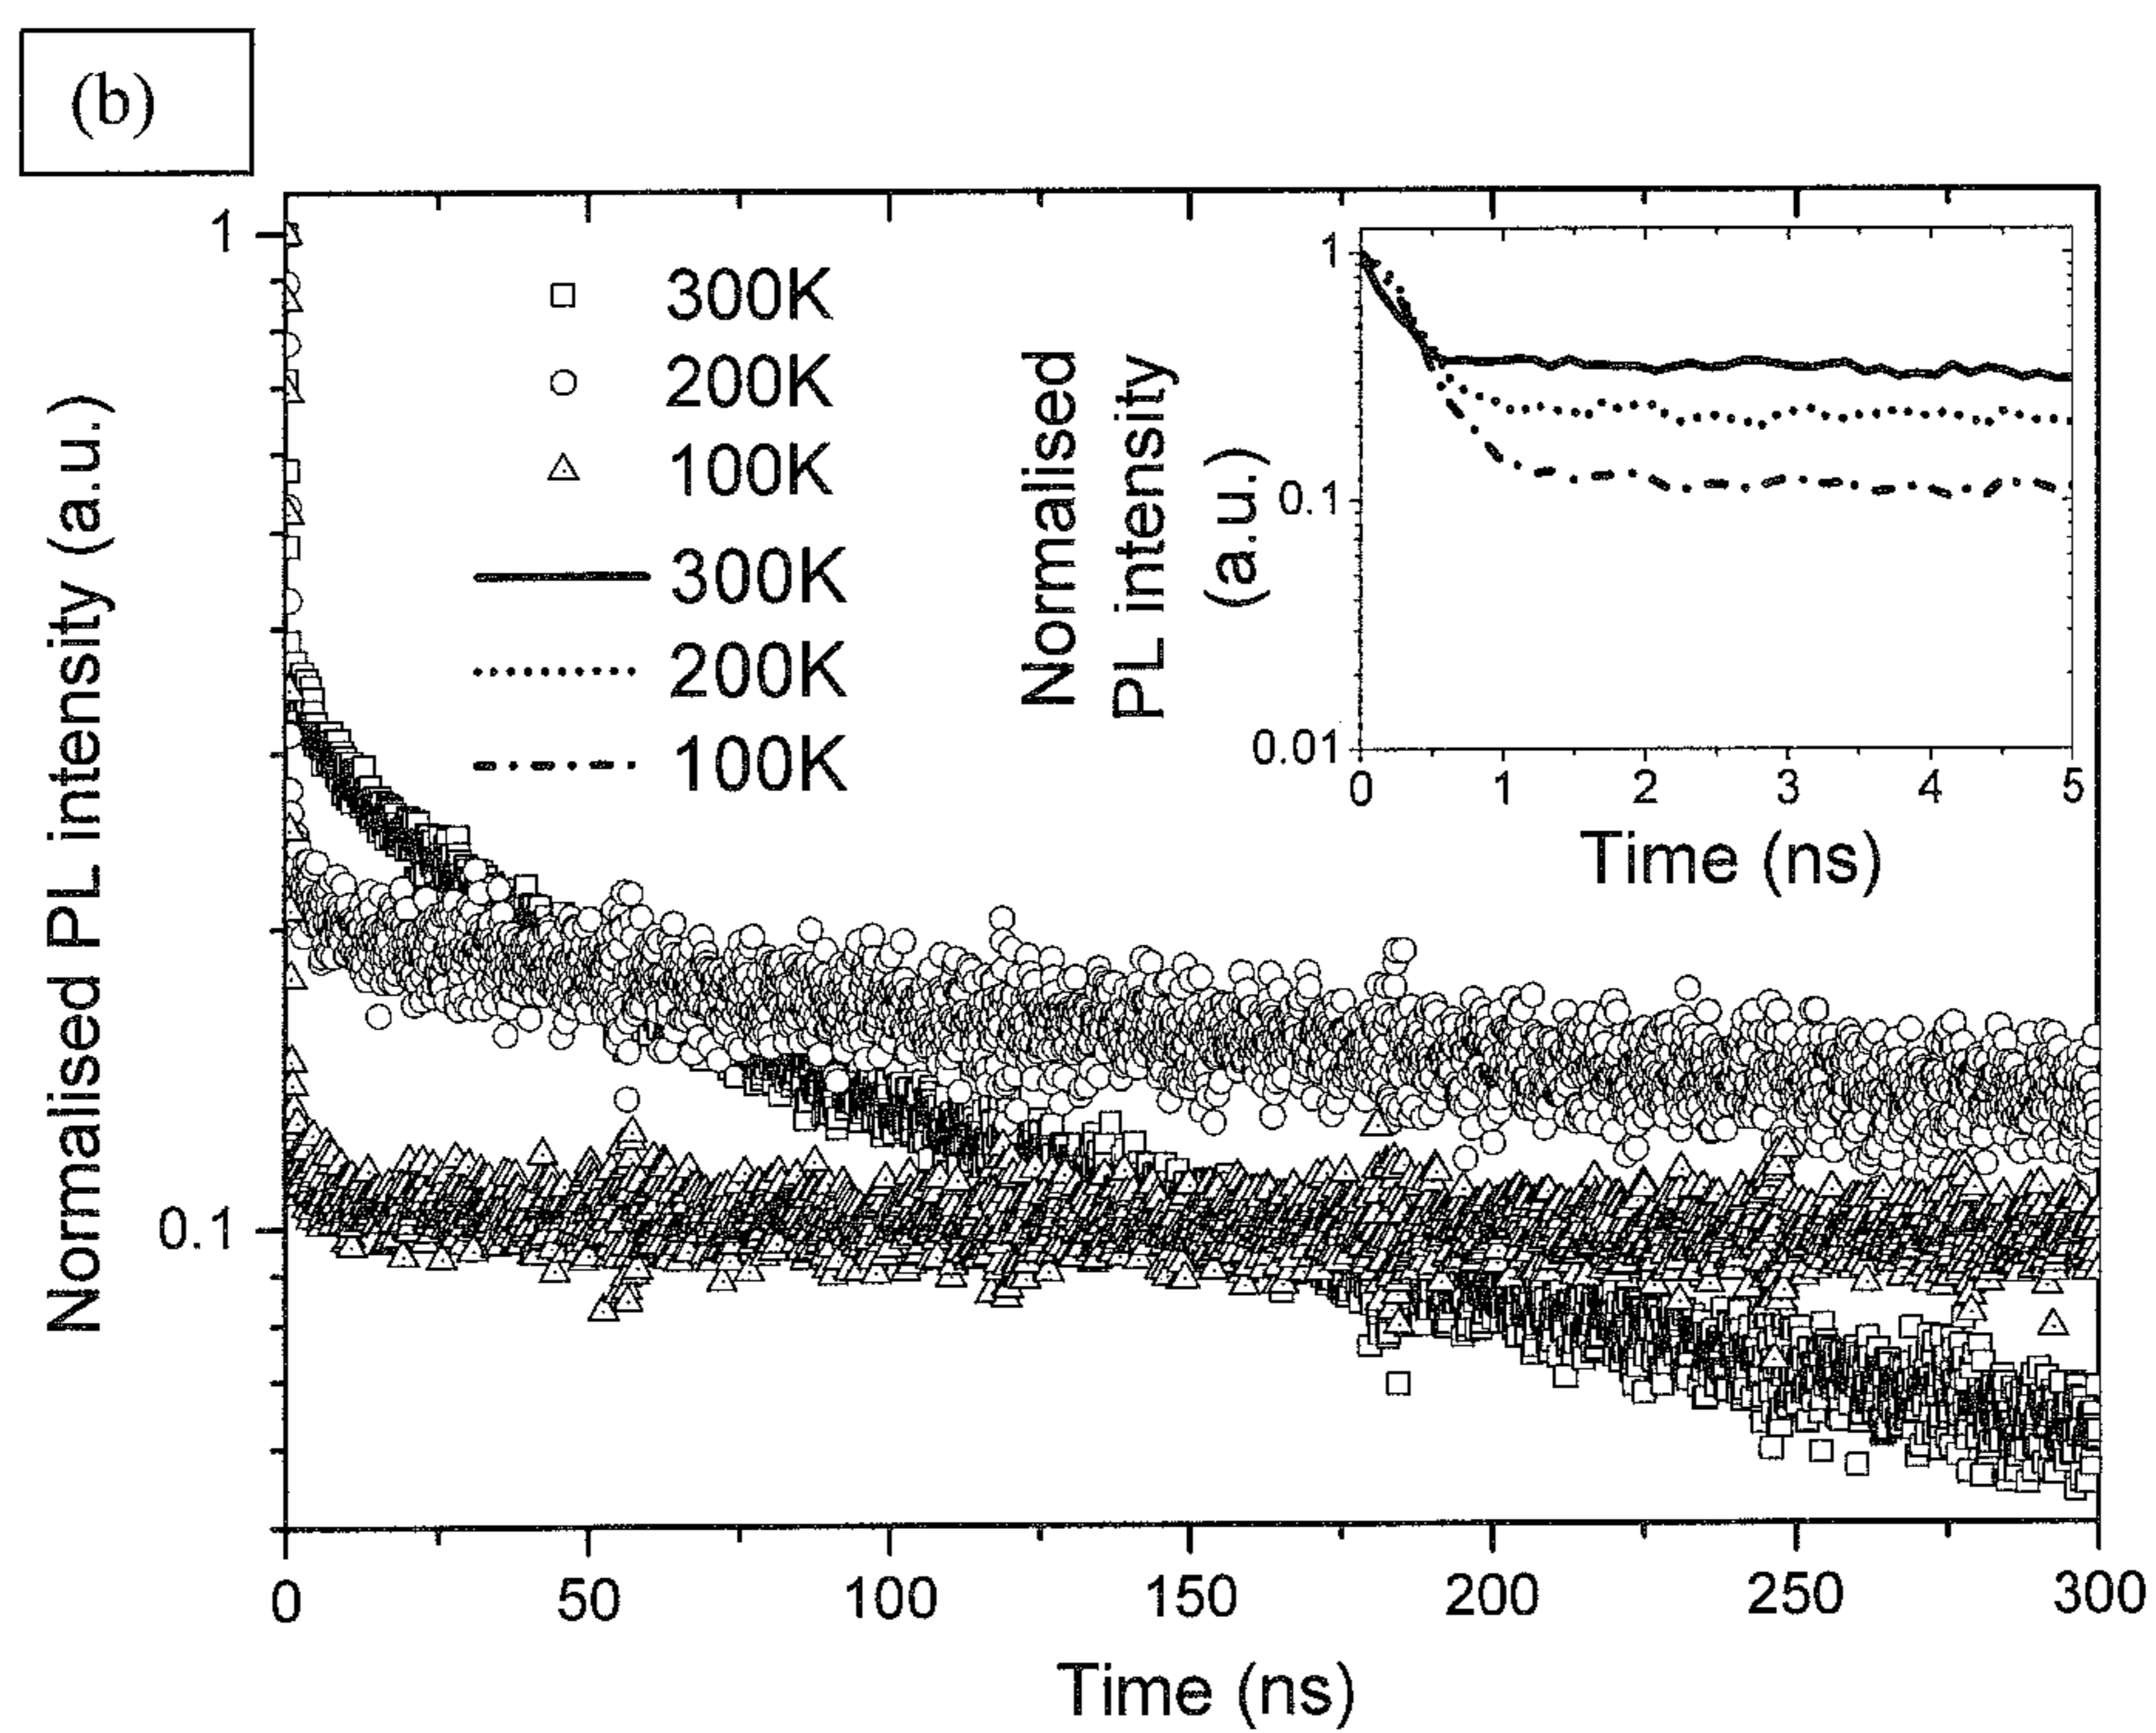 (b)
Normalised PL intensity (a.u.)
1
0.1
300K
200K
100K
300K
200K
100K
Normalised
PL intensity
(a.u.)
1
0.1
0.01
0 1 2 3 4 5
Time (ns)
0 50 100 150 200 250 300
Time (ns)